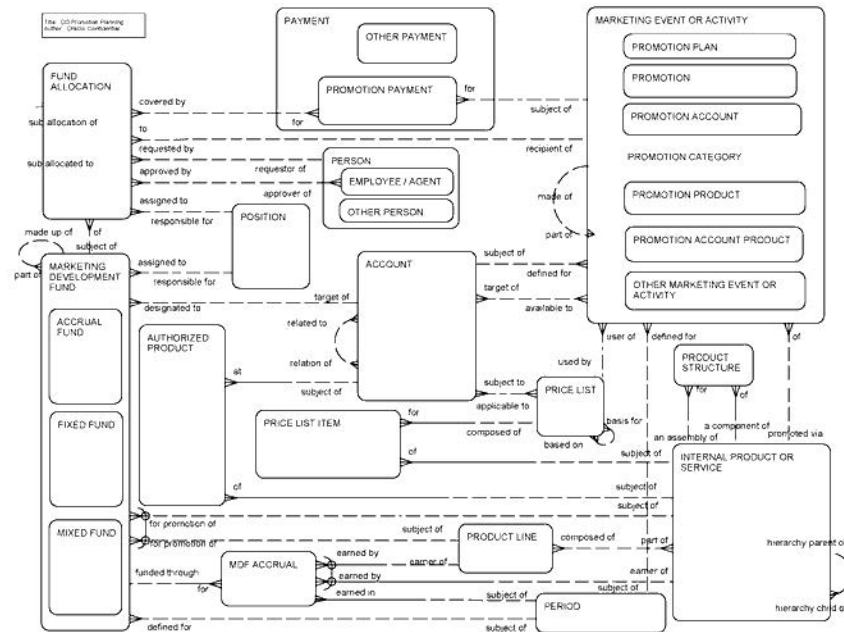 Title: CG Promotion Planning
Author: Confidential
PAYMENT
OTHER PAYMENT
PROMOTION PAYMENT
MARKETING EVENT OR ACTIVITY
PROMOTION PLAN
PROMOTION
PROMOTION ACCOUNT
PROMOTION CATEGORY
PROMOTION PRODUCT
PROMOTION ACCOUNT PRODUCT
OTHER MARKETING EVENT OR
ACTIVITY
FUND
ALLOCATION
covered by
for
for
subject of
sub allocation of
to
recipient of
sub allocated to
requested by
requestor of
approved by
approver of
assigned to
responsible for
PERSON
EMPLOYEE / AGENT
OTHER PERSON
POSITION
made of
part of
made up of
of
subject of
part of
MARKETING
DEVELOPMENT
FUND
assigned to
responsible for
ACCOUNT
subject of
defined for
designated to
target of
target of
available to
related to
relation of
ACCRUAL
FUND
AUTHORIZED
PRODUCT
at
subject of
used by
user of
defined for
of
PRODUCT
STRUCTURE
for
of
subject to
applicable to
PRICE LIST
basis for
based on
PRICE LIST ITEM
for
composed of
of
subject of
a component of
an assembly of
promoted via
FIXED FUND
INTERNAL PRODUCT OR
SERVICE
of
subject of
subject of
for promotion of
for promotion of
subject of
MIXED FUND
PRODUCT LINE
composed of
part of
hierarchy parent of
hierarchy child of
funded through
for
MDF ACCRUAL
earned by
earner of
earned by
earner of
earned in
subject of
subject of
PERIOD
defined for
subject of